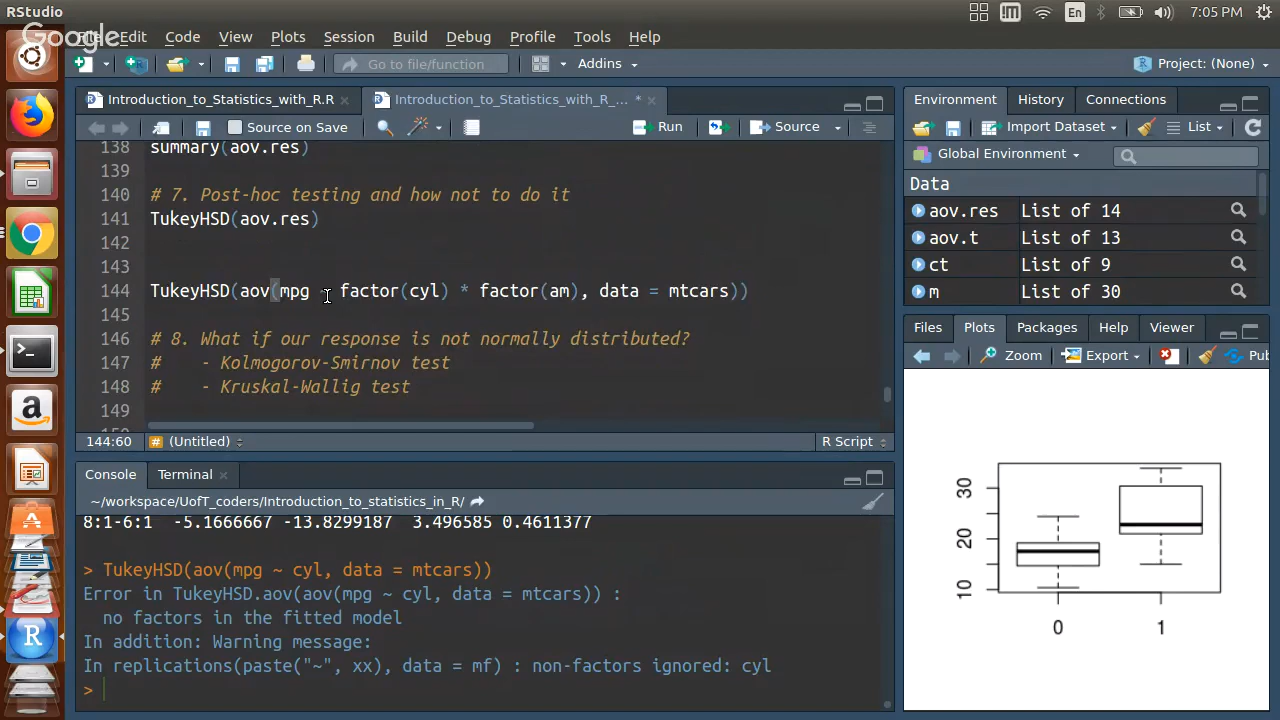 RStudio
En
7:05 PM
Google
File Edit Code View Plots Session Build Debug Profile Tools Help
Go to file/function
Addins
Project: (None)
Introduction_to_Statistics_with_R.R
Introduction_to_Statistics_with_R_... *
Source on Save
Run
Source
138 summary(aov.res)
139
140 # 7. Post-hoc testing and how not to do it
141 TukeyHSD(aov.res)
142
143
144 TukeyHSD(aov(mpg ~ factor(cyl) * factor(am), data = mtcars))
145
146 # 8. What if our response is not normally distributed?
147 #    - Kolmogorov-Smirnov test
148 #    - Kruskal-Wallig test
149
144:60
# (Untitled)
R Script
Console
Terminal
~/workspace/UofT_coders/Introduction_to_statistics_in_R/
8:1-6:1  -5.1666667 -13.8299187  3.496585 0.4611377
> TukeyHSD(aov(mpg ~ cyl, data = mtcars))
Error in TukeyHSD.aov(aov(mpg ~ cyl, data = mtcars)) :
no factors in the fitted model
In addition: Warning message:
In replications(paste("~", xx), data = mf) : non-factors ignored: cyl
>
Environment History Connections
Import Dataset
List
Global Environment
Data
aov.res List of 14
aov.t List of 13
ct List of 9
m List of 30
Files Plots Packages Help Viewer
Zoom
Export
Pu
30
20
10
0 1